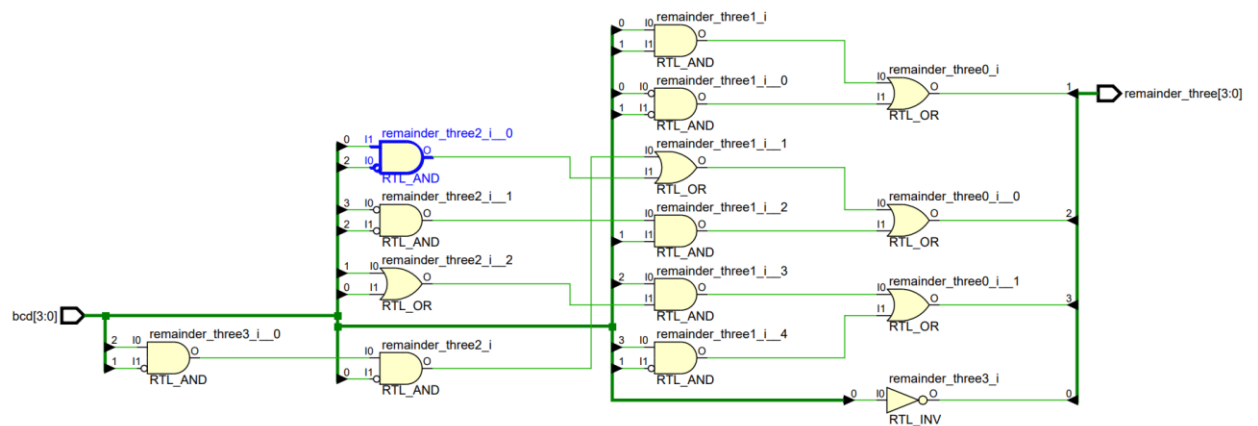 remainder_three1_i
0 I0 O
1 I1
RTL_AND
remainder_three0_i
I0 O 1
I1
RTL_OR
remainder_three[3:0]
remainder_three1_i__0
0 I0 O
1 I1
RTL_AND
remainder_three2_i__0
0 I1 O
2 I0
RTL_AND
remainder_three1_i__1
I0 O
I1
RTL_OR
remainder_three2_i__1
3 I0 O
2 I1
RTL_AND
remainder_three1_i__2
I0 O
1 I1
RTL_AND
remainder_three0_i__0
I0 O 2
I1
RTL_OR
remainder_three2_i__2
1 I0 O
0 I1
RTL_OR
remainder_three1_i__3
2 I0 O
I1
RTL_AND
remainder_three0_i__1
I0 O 3
I1
RTL_OR
bcd[3:0]
remainder_three3_i__0
2 I0 O
1 I1
RTL_AND
remainder_three2_i
I0 O
0 I1
RTL_AND
remainder_three1_i__4
3 I0 O
1 I1
RTL_AND
remainder_three3_i
0 I0 O 0
RTL_INV